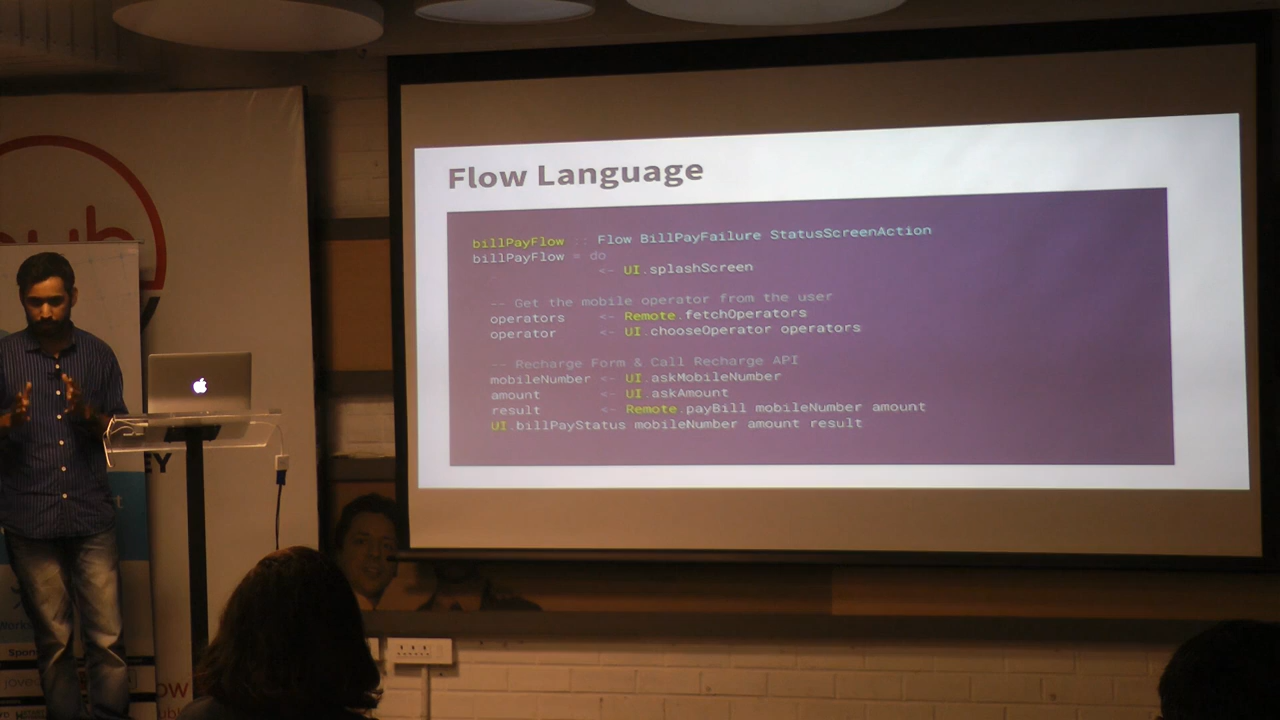 Flow Language
billPayFlow :: Flow BillPayFailure StatusScreenAction
billPayFlow = do
<- UI.splashScreen
-- Get the mobile operator from the user
operators <- Remote.fetchOperators
operator <- UI.chooseOperator operators
-- Recharge Form & Call Recharge API
mobileNumber <- UI.askMobileNumber
amount <- UI.askAmount
result <- Remote.payBill mobileNumber amount
UI.billPayStatus mobileNumber amount result